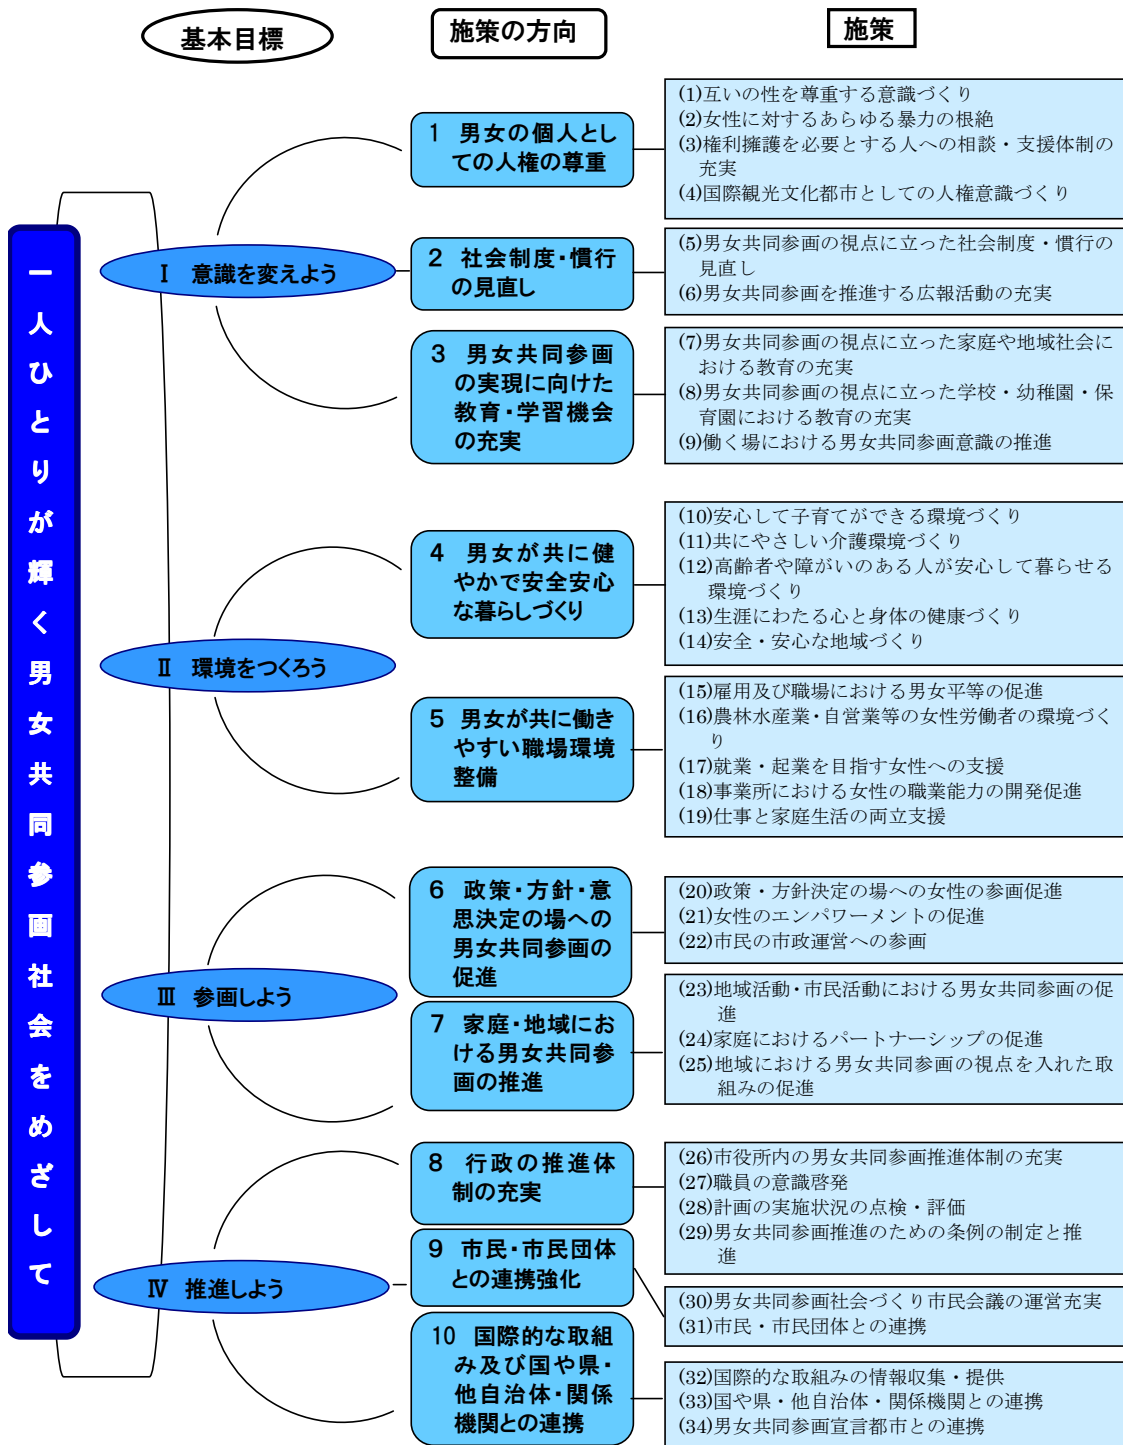 基本目標
施策の方向
施策
一人ひとりが輝く男女共同参画社会をめざして
Ⅰ 意識を変えよう
1 男女の個人とし
ての人権の尊重
(1)互いの性を尊重する意識づくり
(2)女性に対するあらゆる暴力の根絶
(3)権利擁護を必要とする人への相談・支援体制の
充実
(4)国際観光文化都市としての人権意識づくり
2 社会制度・慣行
の見直し
(5)男女共同参画の視点に立った社会制度・慣行の
見直し
(6)男女共同参画を推進する広報活動の充実
3 男女共同参画
の実現に向けた
教育・学習機会
の充実
(7)男女共同参画の視点に立った家庭や地域社会に
おける教育の充実
(8)男女共同参画の視点に立った学校・幼稚園・保
育園における教育の充実
(9)働く場における男女共同参画意識の推進
Ⅱ 環境をつくろう
4 男女が共に健
やかで安全安心
な暮らしづくり
(10)安心して子育てができる環境づくり
(11)共にやさしい介護環境づくり
(12)高齢者や障がいのある人が安心して暮らせる
環境づくり
(13)生涯にわたる心と身体の健康づくり
(14)安全・安心な地域づくり
5 男女が共に働き
やすい職場環境
整備
(15)雇用及び職場における男女平等の促進
(16)農林水産業・自営業等の女性労働者の環境づく
り
(17)就業・起業を目指す女性への支援
(18)事業所における女性の職業能力の開発促進
(19)仕事と家庭生活の両立支援
Ⅲ 参画しよう
6 政策・方針・意
思決定の場への
男女共同参画の
促進
(20)政策・方針決定の場への女性の参画促進
(21)女性のエンパワーメントの促進
(22)市民の市政運営への参画
7 家庭・地域にお
ける男女共同参
画の推進
(23)地域活動・市民活動における男女共同参画の促
進
(24)家庭におけるパートナーシップの促進
(25)地域における男女共同参画の視点を入れた取
組みの促進
Ⅳ 推進しよう
8 行政の推進体
制の充実
(26)市役所内の男女共同参画推進体制の充実
(27)職員の意識啓発
(28)計画の実施状況の点検・評価
(29)男女共同参画推進のための条例の制定と推
進
9 市民・市民団体
との連携強化
(30)男女共同参画社会づくり市民会議の運営充実
(31)市民・市民団体との連携
10 国際的な取組
み及び国や県・
他自治体・関係
機関との連携
(32)国際的な取組みの情報収集・提供
(33)国や県・他自治体・関係機関との連携
(34)男女共同参画宣言都市との連携